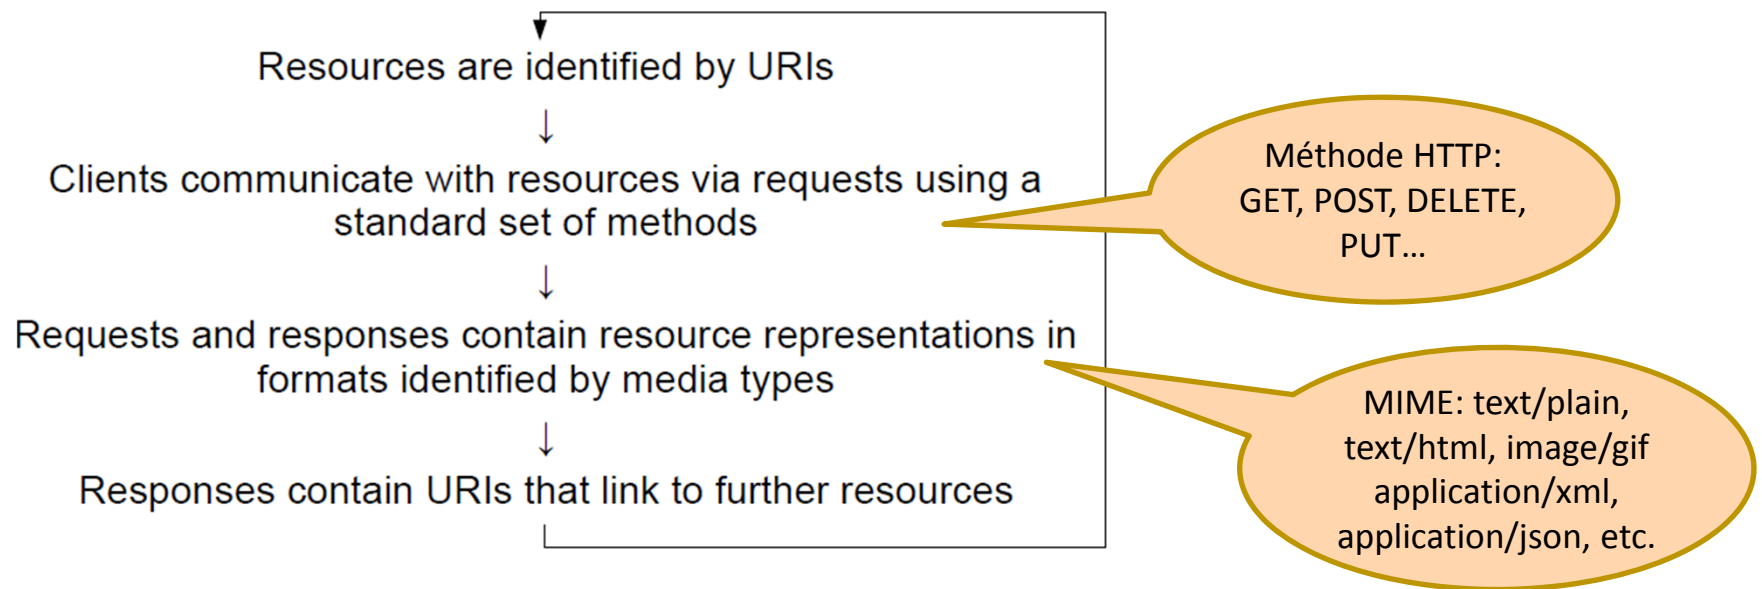 Resources are identified by URIs
↓
Clients communicate with resources via requests using a
standard set of methods
↓
Requests and responses contain resource representations in
formats identified by media types
↓
Responses contain URIs that link to further resources
Méthode HTTP:
GET, POST, DELETE,
PUT...
MIME: text/plain,
text/html, image/gif
application/xml,
application/json, etc.